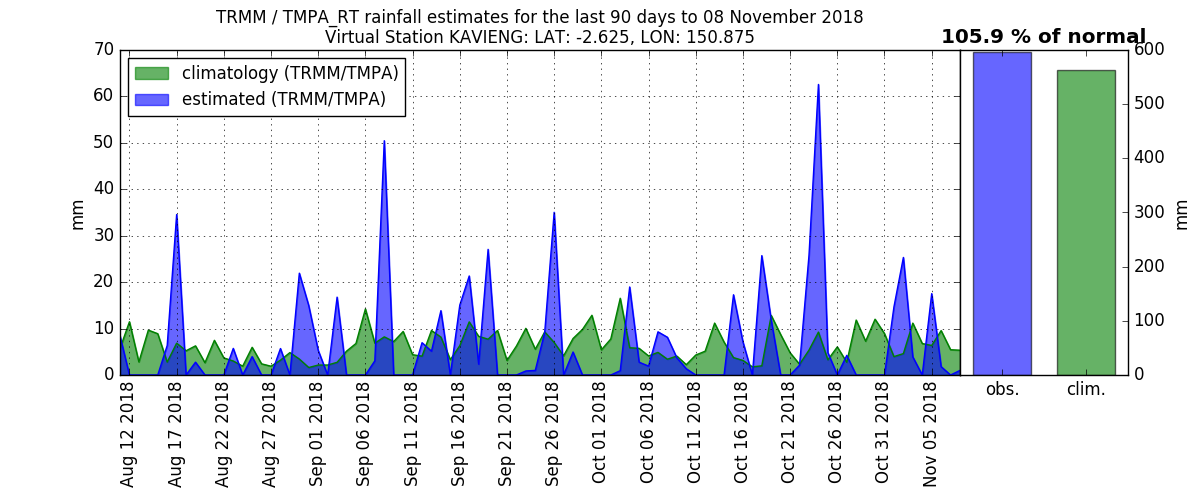 TRMM / TMPA_RT rainfall estimates for the last 90 days to 08 November 2018
Virtual Station KAVIENG: LAT: -2.625, LON: 150.875
105.9 % of normal
climatology (TRMM/TMPA)
estimated (TRMM/TMPA)
70
60
50
40
30
20
10
0
mm
Aug 12 2018
Aug 17 2018
Aug 22 2018
Aug 27 2018
Sep 01 2018
Sep 06 2018
Sep 11 2018
Sep 16 2018
Sep 21 2018
Sep 26 2018
Oct 01 2018
Oct 06 2018
Oct 11 2018
Oct 16 2018
Oct 21 2018
Oct 26 2018
Oct 31 2018
Nov 05 2018
obs.
clim.
600
500
400
300
200
100
0
mm